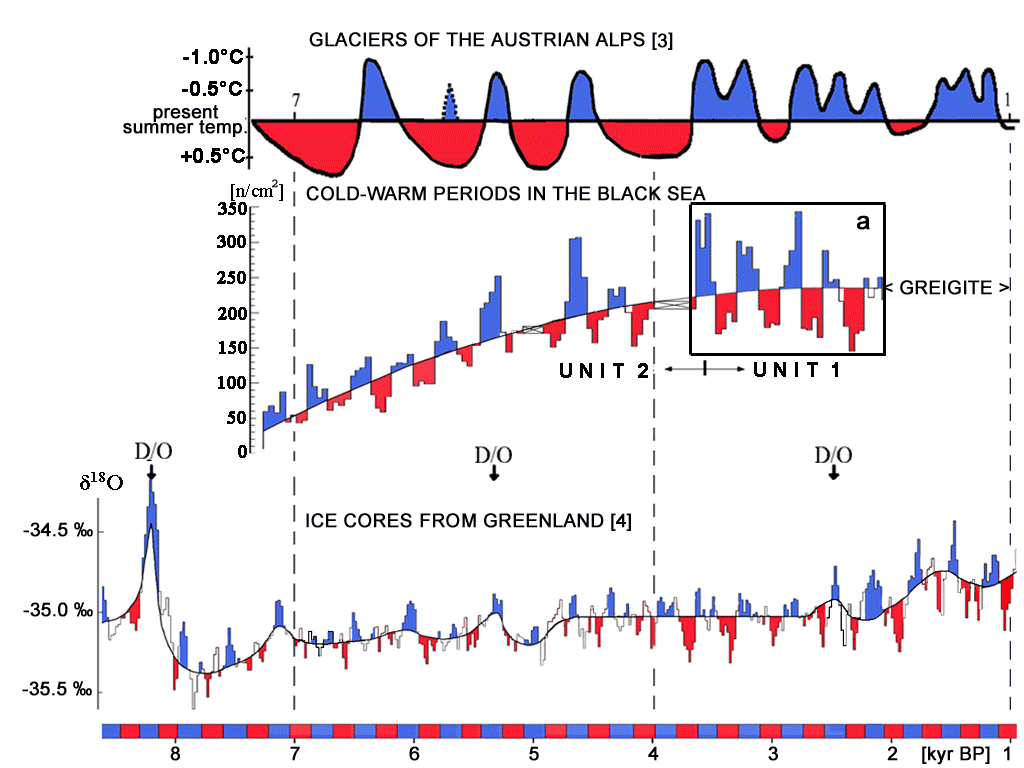 GLACIERS OF THE AUSTRIAN ALPS [3]
-1.0°C
-0.5°C
present
summer temp.
+0.5°C
7
1
[n/cm²]
COLD-WARM PERIODS IN THE BLACK SEA
350
300
250
200
150
100
50
0
a
< GREIGITE >
UNIT 2
UNIT 1
D/O
D/O
D/O
δ¹⁸O
ICE CORES FROM GREENLAND [4]
-34.5 ‰
-35.0 ‰
-35.5 ‰
8 7 6 5 4 3 2 [kyr BP] 1